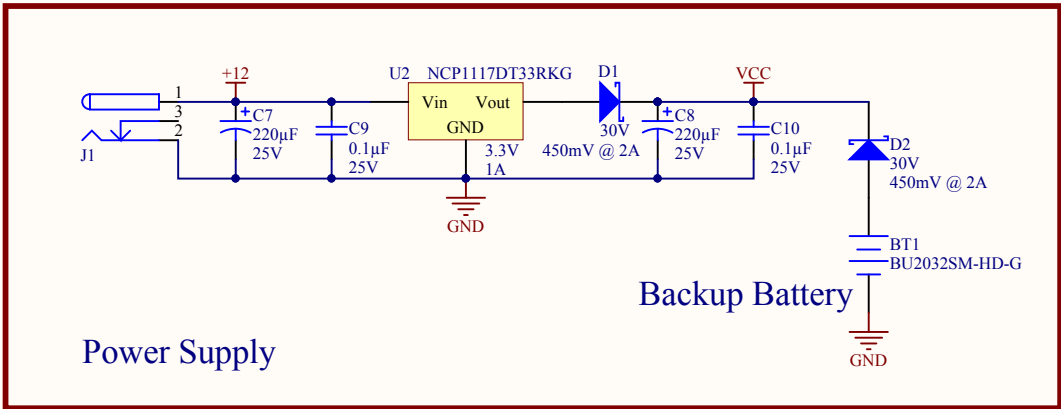 +12
U2 NCP1117DT33RKG
D1
VCC
1
3
2
J1
+
C7
220µF
25V
C9
0.1µF
25V
Vin Vout
GND
3.3V
1A
30V
450mV @ 2A
+
C8
220µF
25V
C10
0.1µF
25V
D2
30V
450mV @ 2A
GND
BT1
BU2032SM-HD-G
Backup Battery
GND
Power Supply